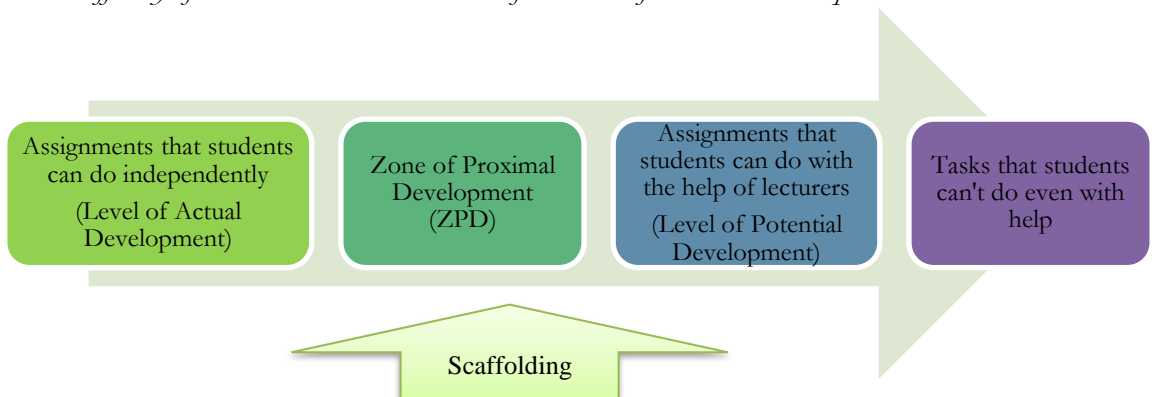 Assignments that students
can do independently
(Level of Actual
Development)
Zone of Proximal
Development
(ZPD)
Assignments that
students can do with
the help of lecturers
(Level of Potential
Development)
Tasks that students
can't do even with
help
Scaffolding